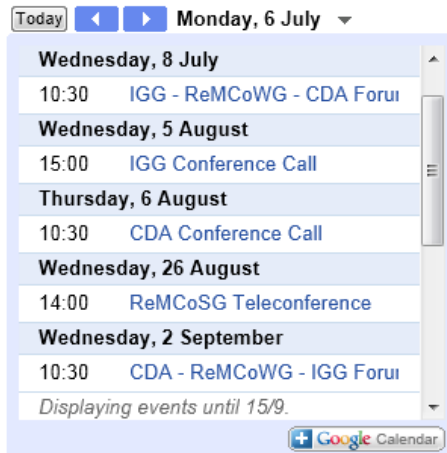 Today Monday, 6 July
Wednesday, 8 July
10:30 IGG - ReMCoWG - CDA Foru
Wednesday, 5 August
15:00 IGG Conference Call
Thursday, 6 August
10:30 CDA Conference Call
Wednesday, 26 August
14:00 ReMCoSG Teleconference
Wednesday, 2 September
10:30 CDA - ReMCoWG - IGG Foru
Displaying events until 15/9.
Google Calendar